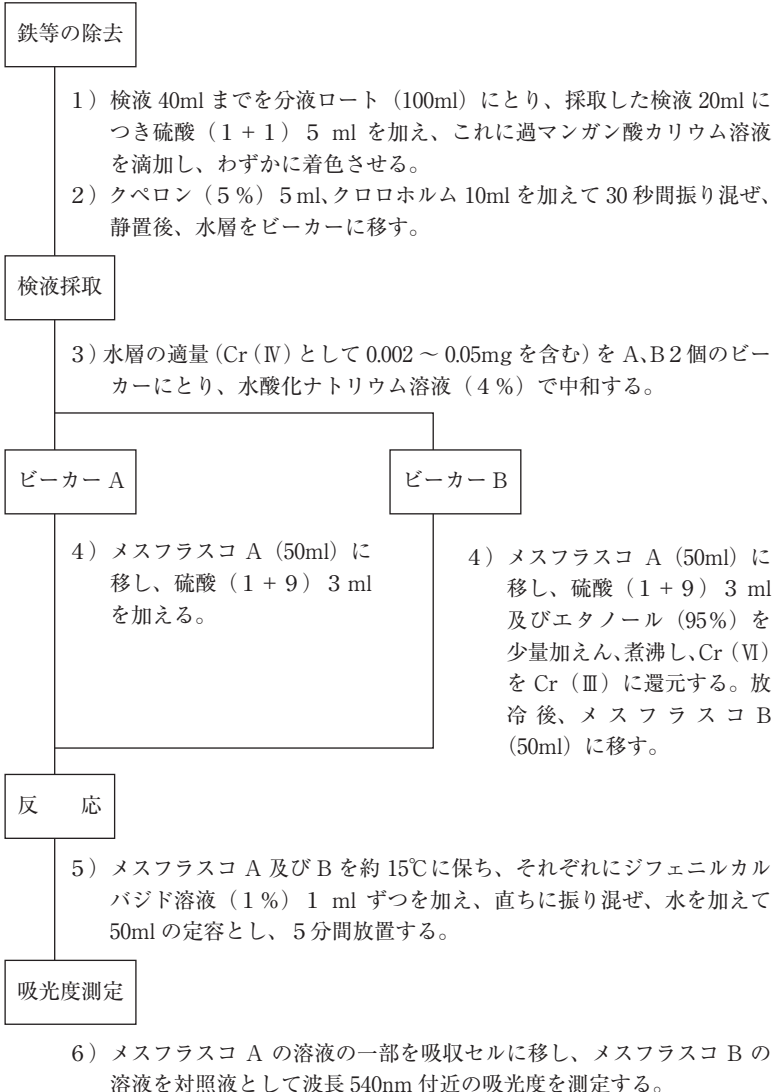 鉄等の除去
1）検液 40ml までを分液ロート（100ml）にとり、採取した検液 20ml に
つき硫酸（1 + 1）5 ml を加え、これに過マンガン酸カリウム溶液
を滴加し、わずかに着色させる。
2）クペロン（5 %）5 ml、クロロホルム 10ml を加えて 30 秒間振り混ぜ、
静置後、水層をビーカーに移す。
検液採取
3）水層の適量（Cr（Ⅳ）として 0.002 ～ 0.05mg を含む）を A、B 2 個のビー
カーにとり、水酸化ナトリウム溶液（4 %）で中和する。
ビーカー A
ビーカー B
4）メスフラスコ A（50ml）に
移し、硫酸（1 + 9）3 ml
を加える。
4）メスフラスコ A（50ml）に
移し、硫酸（1 + 9）3 ml
及びエタノール（95%）を
少量加えん、煮沸し、Cr（Ⅵ）
を Cr（Ⅲ）に還元する。放
冷 後、メ ス フ ラ ス コ B
（50ml）に移す。
反　　応
5）メスフラスコ A 及び B を約 15℃に保ち、それぞれにジフェニルカル
バジド溶液（1 %）1 ml ずつを加え、直ちに振り混ぜ、水を加えて
50ml の定容とし、5 分間放置する。
吸光度測定
6）メスフラスコ A の溶液の一部を吸収セルに移し、メスフラスコ B の
溶液を対照液として波長 540nm 付近の吸光度を測定する。